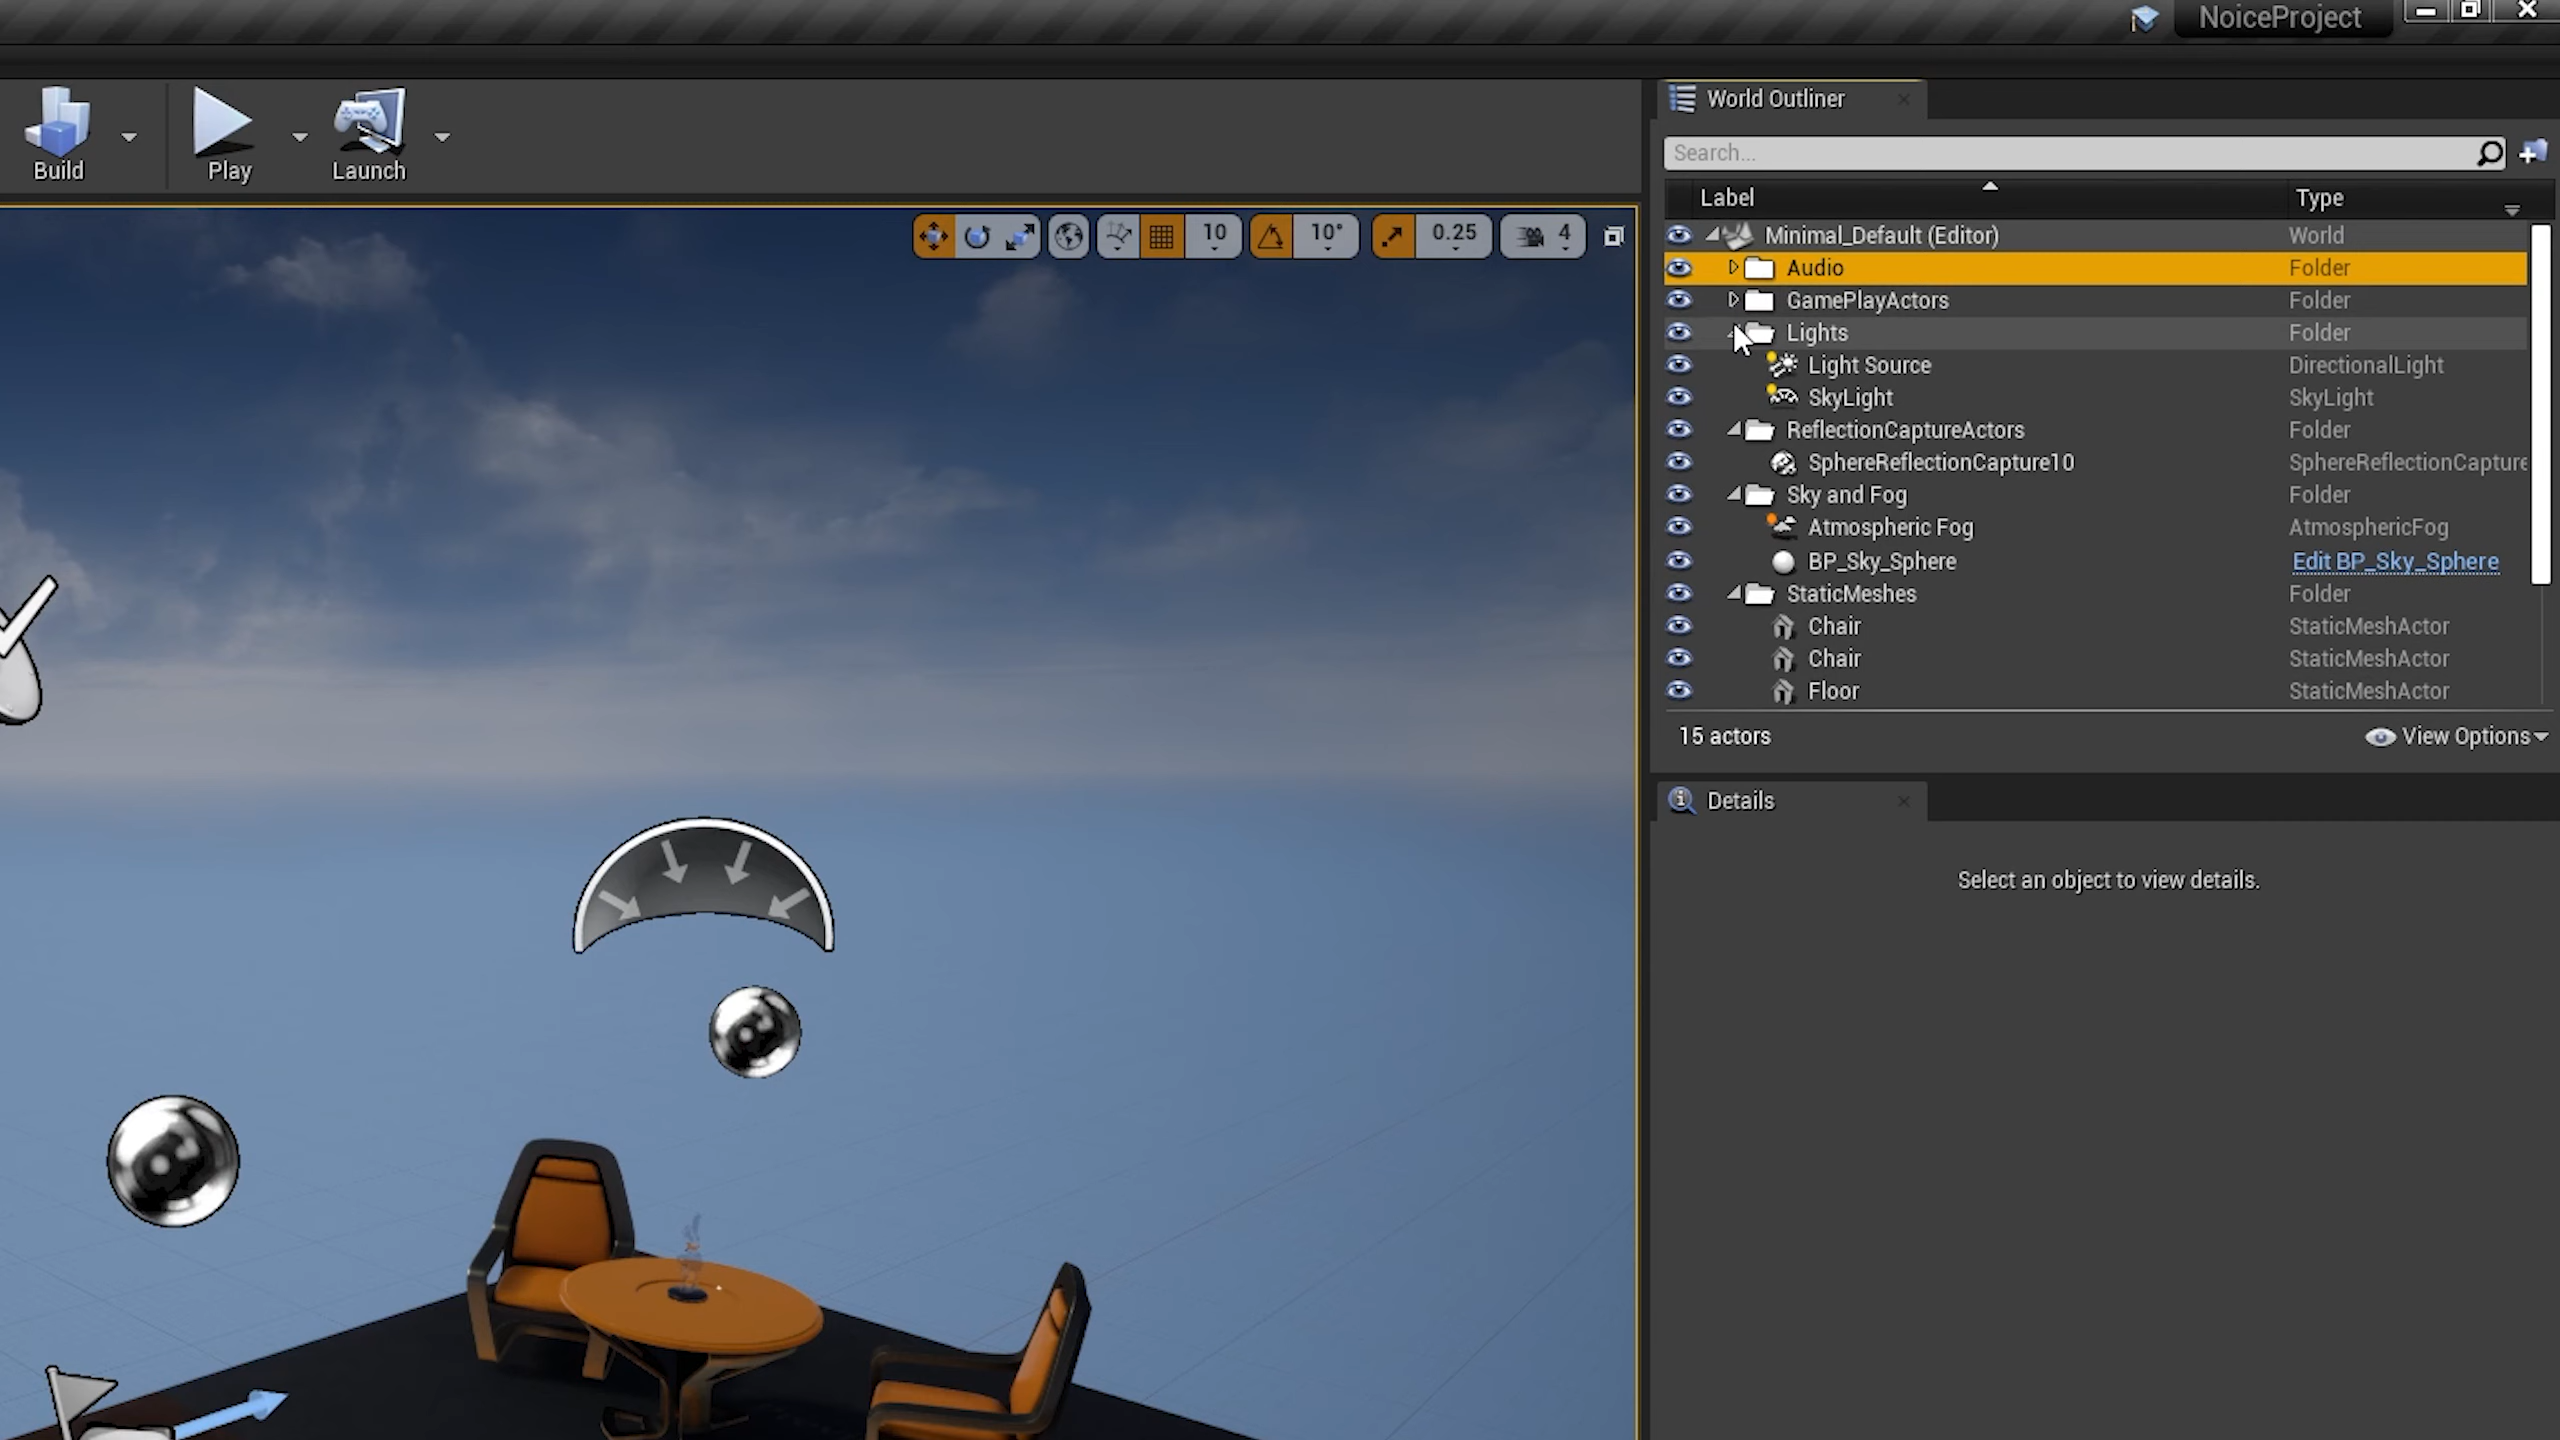 NoiceProject
Build
Play
Launch
World Outliner
Search...
Label Type
10 10° 0.25 4
Minimal_Default (Editor) World
Audio Folder
GamePlayActors Folder
Lights Folder
Light Source DirectionalLight
SkyLight SkyLight
ReflectionCaptureActors Folder
SphereReflectionCapture10 SphereReflectionCapture
Sky and Fog Folder
Atmospheric Fog AtmosphericFog
BP_Sky_Sphere Edit BP_Sky_Sphere
StaticMeshes Folder
Chair StaticMeshActor
Chair StaticMeshActor
Floor StaticMeshActor
15 actors View Options
Details
Select an object to view details.